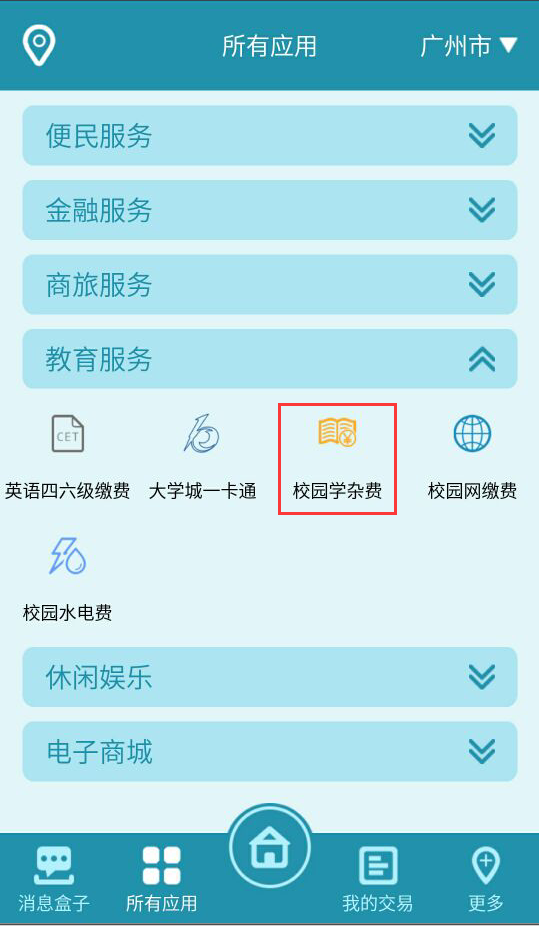 所有应用
广州市
便民服务
金融服务
商旅服务
教育服务
CET
英语四六级缴费
大学城一卡通
校园学杂费
校园网缴费
校园水电费
休闲娱乐
电子商城
消息盒子
所有应用
我的交易
更多